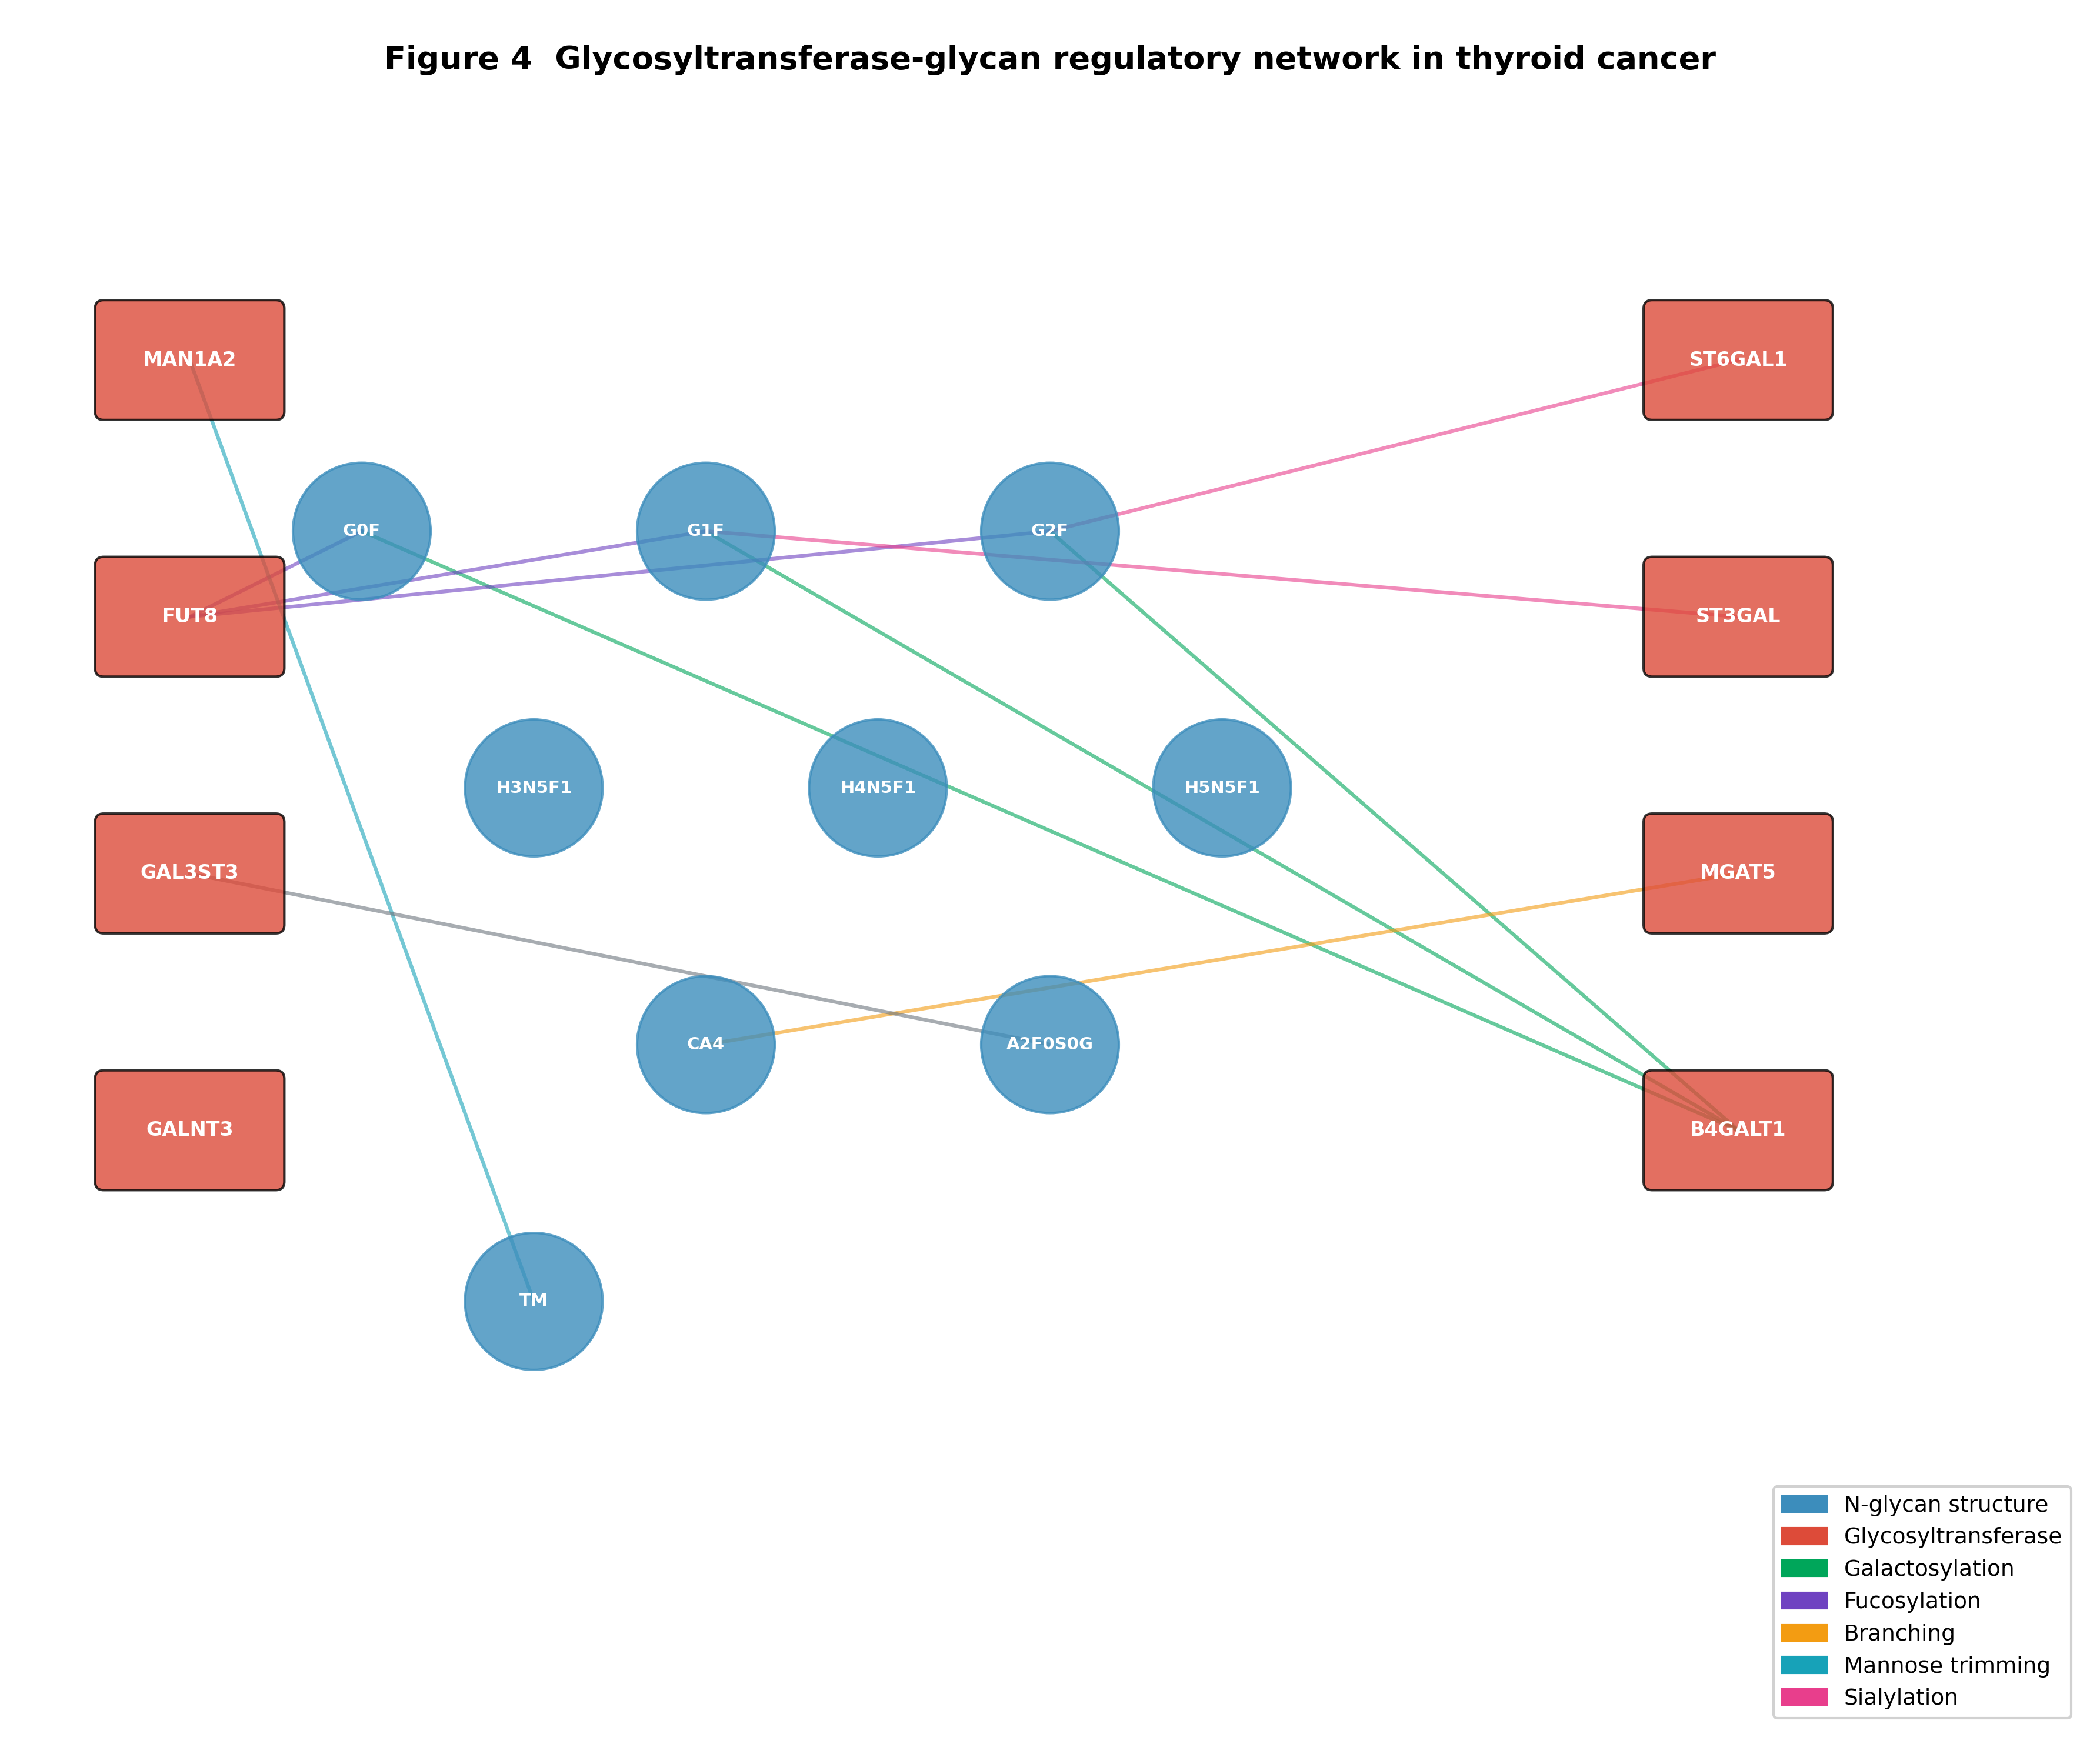 Figure 4  Glycosyltransferase-glycan regulatory network in thyroid cancer
MAN1A2
ST6GAL1
G0F
G1F
G2F
FUT8
ST3GAL
H3N5F1
H4N5F1
H5N5F1
GAL3ST3
MGAT5
CA4
A2F0S0G
GALNT3
B4GALT1
TM
N-glycan structure
Glycosyltransferase
Galactosylation
Fucosylation
Branching
Mannose trimming
Sialylation